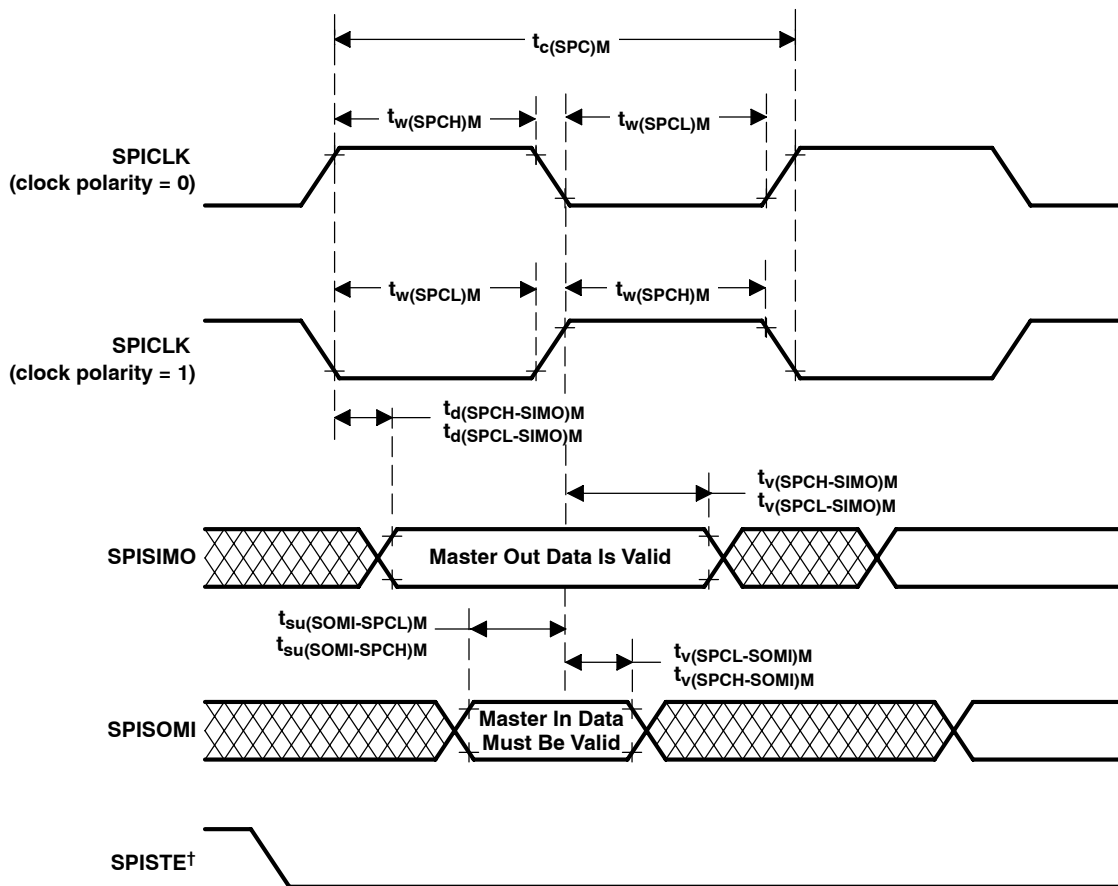 tc(SPC)M
tw(SPCH)M
tw(SPCL)M
SPICLK
(clock polarity = 0)
tw(SPCL)M
tw(SPCH)M
SPICLK
(clock polarity = 1)
td(SPCH-SIMO)M
td(SPCL-SIMO)M
tv(SPCH-SIMO)M
tv(SPCL-SIMO)M
SPISIMO
Master Out Data Is Valid
tsu(SOMI-SPCL)M
tsu(SOMI-SPCH)M
tv(SPCL-SOMI)M
tv(SPCH-SOMI)M
SPISOMI
Master In Data
Must Be Valid
SPISTE†